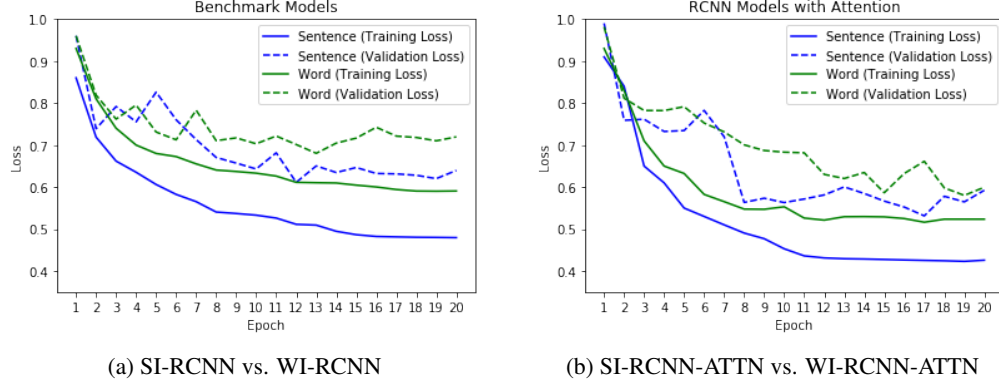 Benchmark Models
1.0
0.9
0.8
0.7
0.6
0.5
0.4
Loss
Sentence (Training Loss)
Sentence (Validation Loss)
Word (Training Loss)
Word (Validation Loss)
1 2 3 4 5 6 7 8 9 10 11 12 13 14 15 16 17 18 19 20
Epoch
(a) SI-RCNN vs. WI-RCNN
RCNN Models with Attention
1.0
0.9
0.8
0.7
0.6
0.5
0.4
Loss
Sentence (Training Loss)
Sentence (Validation Loss)
Word (Training Loss)
Word (Validation Loss)
1 2 3 4 5 6 7 8 9 10 11 12 13 14 15 16 17 18 19 20
Epoch
(b) SI-RCNN-ATTN vs. WI-RCNN-ATTN